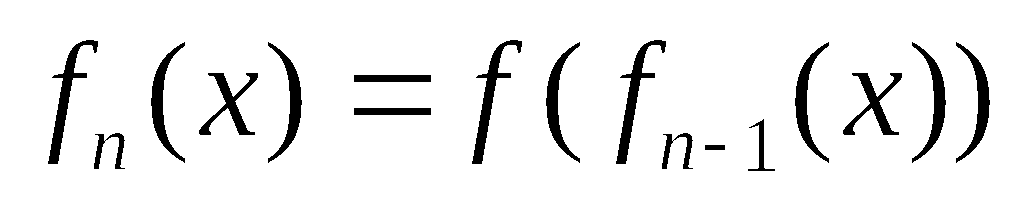 fₙ(x) = f(fₙ₋₁(x))